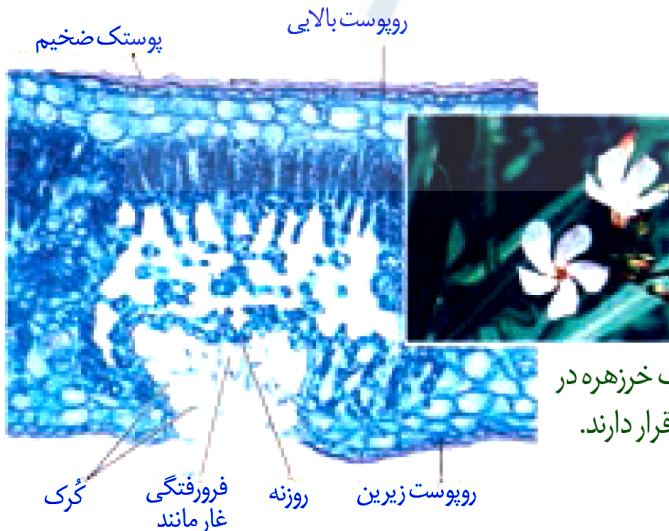 روپوست بالایی
پوستک ضخیم
خرزهره در
قرار دارند.
کُرک
فرورفتگی
غار مانند
روزنه
روپوست زیرین